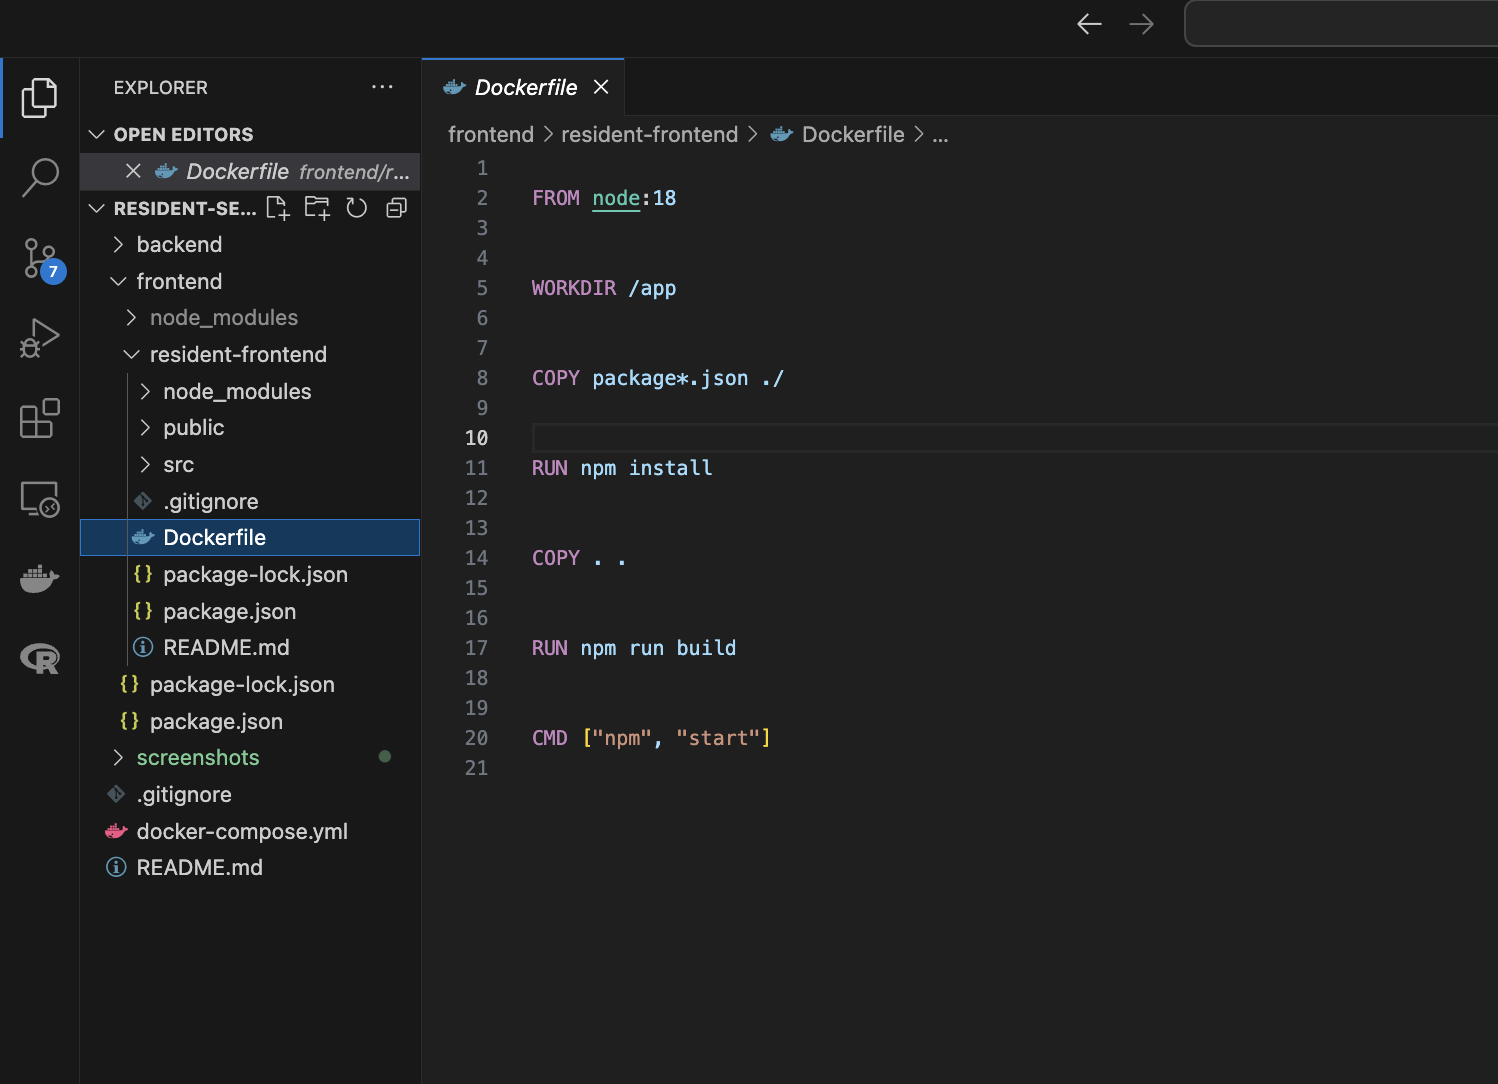 EXPLORER
OPEN EDITORS
Dockerfile frontend/r...
RESIDENT-SE...
backend
frontend
node_modules
resident-frontend
node_modules
public
src
.gitignore
Dockerfile
package-lock.json
package.json
README.md
package-lock.json
package.json
screenshots
.gitignore
docker-compose.yml
README.md
7
Dockerfile
frontend > resident-frontend > Dockerfile > ...
1
2 FROM node:18
3
4
5 WORKDIR /app
6
7
8 COPY package*.json ./
9
10
11 RUN npm install
12
13
14 COPY . .
15
16
17 RUN npm run build
18
19
20 CMD ["npm", "start"]
21